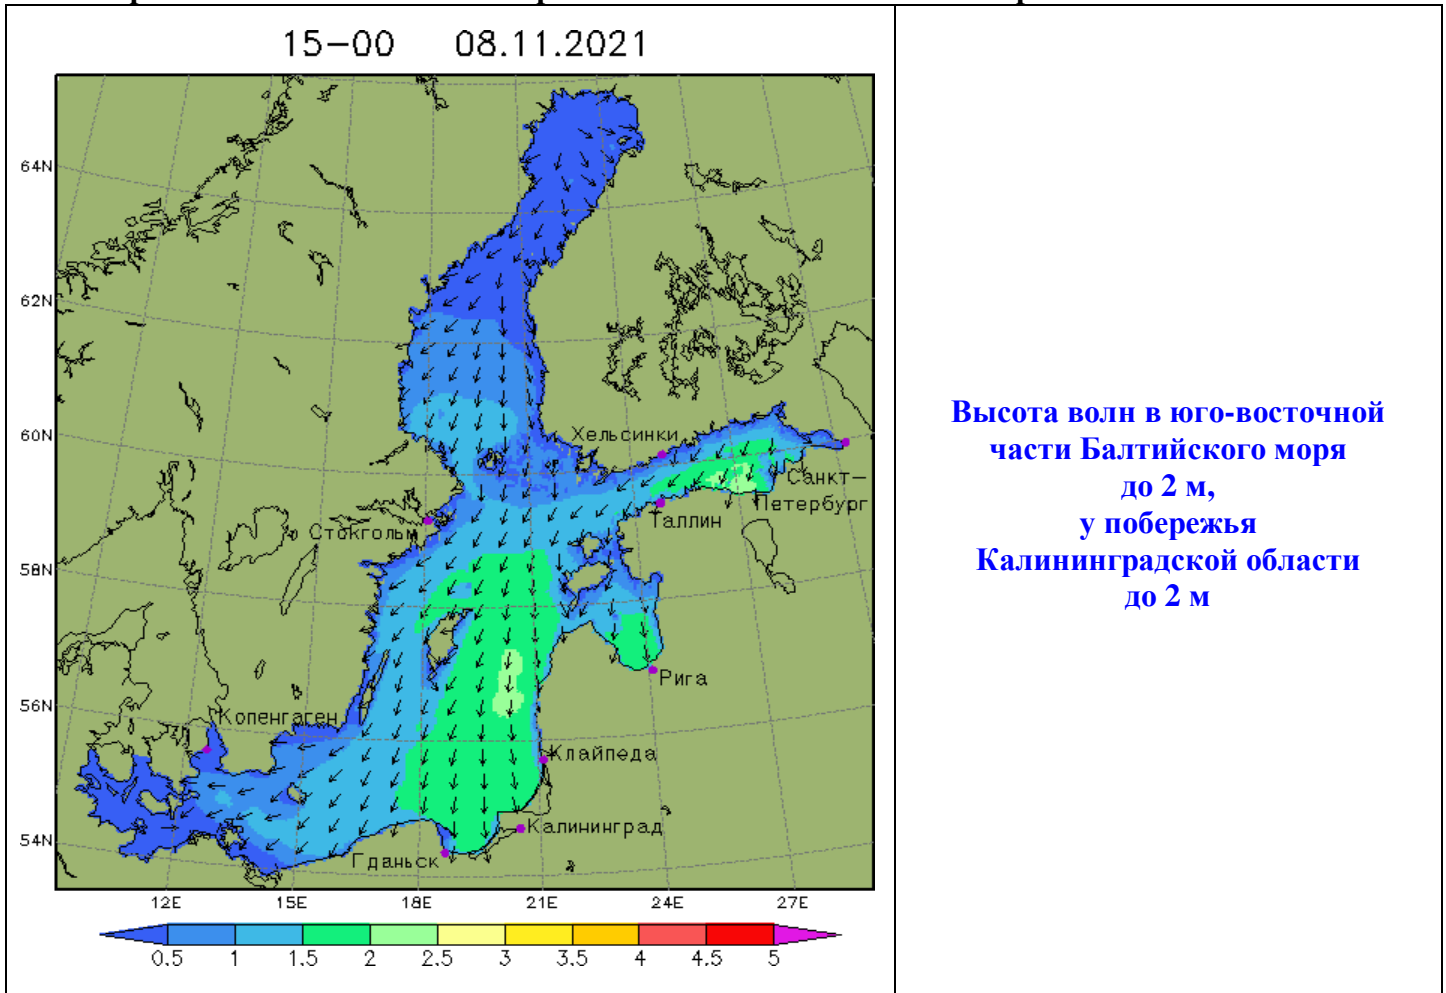 15-00 08.11.2021
64N
62N
60N
58N
56N
54N
Хельсинки
Санкт-
Петербург
Таллин
Стокгольм
Рига
Копенгаген
Клайпеда
Калининград
Гданьск
12E 15E 18E 21E 24E 27E
0.5 1 1.5 2 2.5 3 3.5 4 4.5 5
Высота волн в юго-восточной
части Балтийского моря
до 2 м,
у побережья
Калининградской области
до 2 м